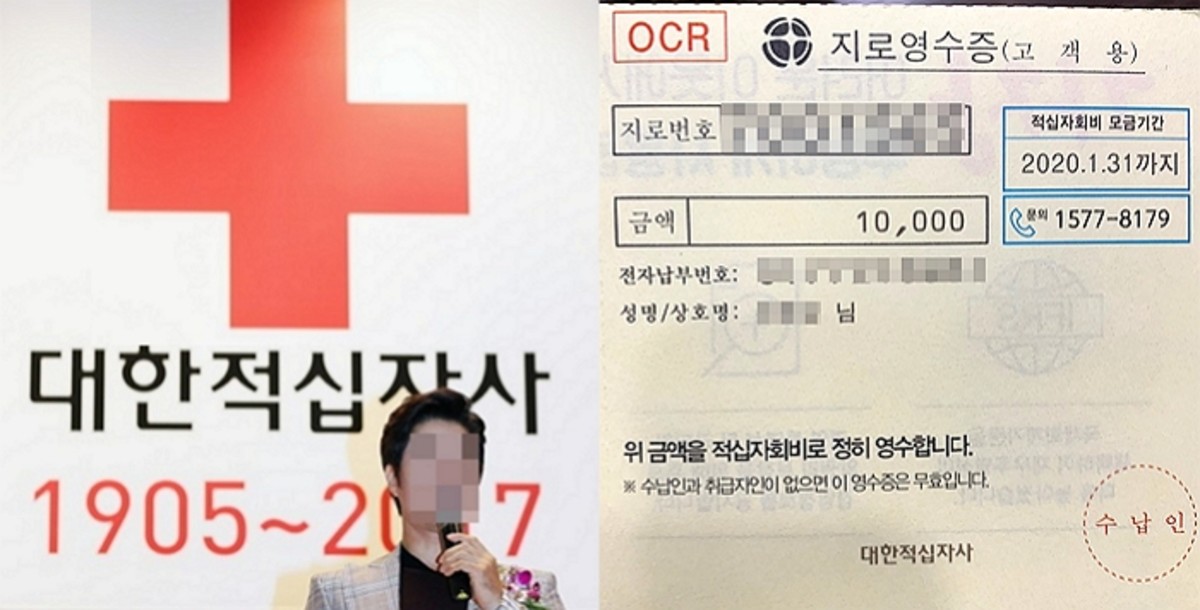 대한적십자사
1905~2017
OCR
지로영수증(고 객 용)
지로번호
적십자회비 모금기간
2020.1.31까지
금액 10,000
문의 1577-8179
전자납부번호:
성명/상호명: 님
위 금액을 적십자회비로 정히 영수합니다.
※ 수납인과 취급자인이 없으면 이 영수증은 무효입니다.
수 납 인
대한적십자사